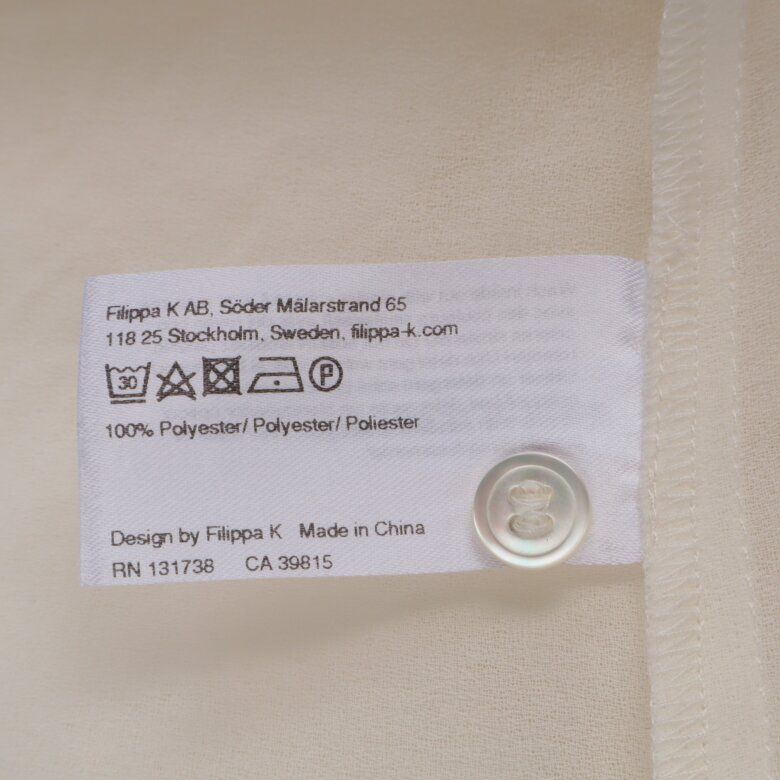 Filippa K AB, Söder Mälarstrand 65
118 25 Stockholm, Sweden, filippa-k.com
30 P
100% Polyester/ Polyester/ Poliester
Design by Filippa K Made in China
RN 131738 CA 39815